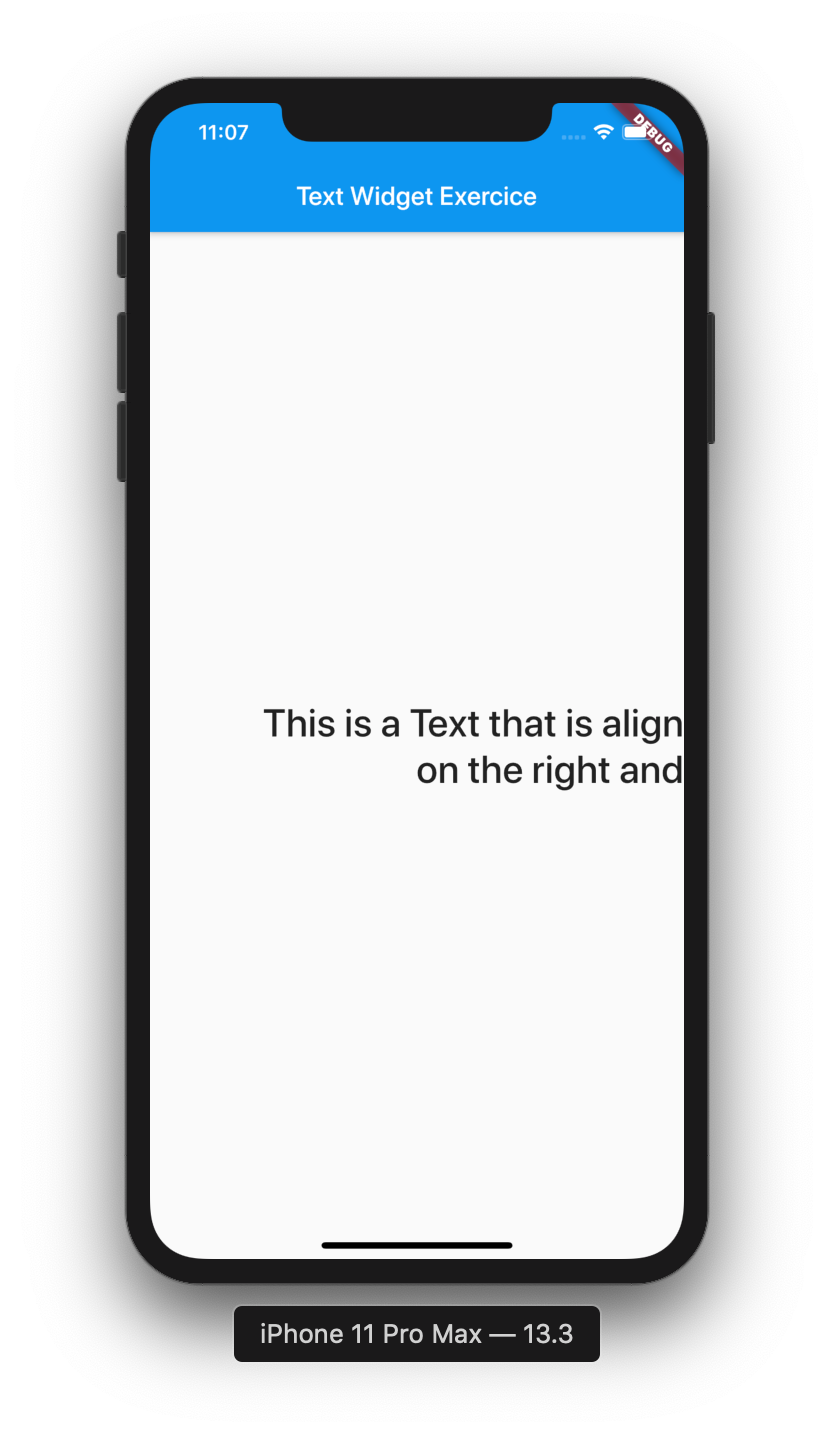 11:07
DEBUG
Text Widget Exercice
This is a Text that is align
on the right and
iPhone 11 Pro Max — 13.3